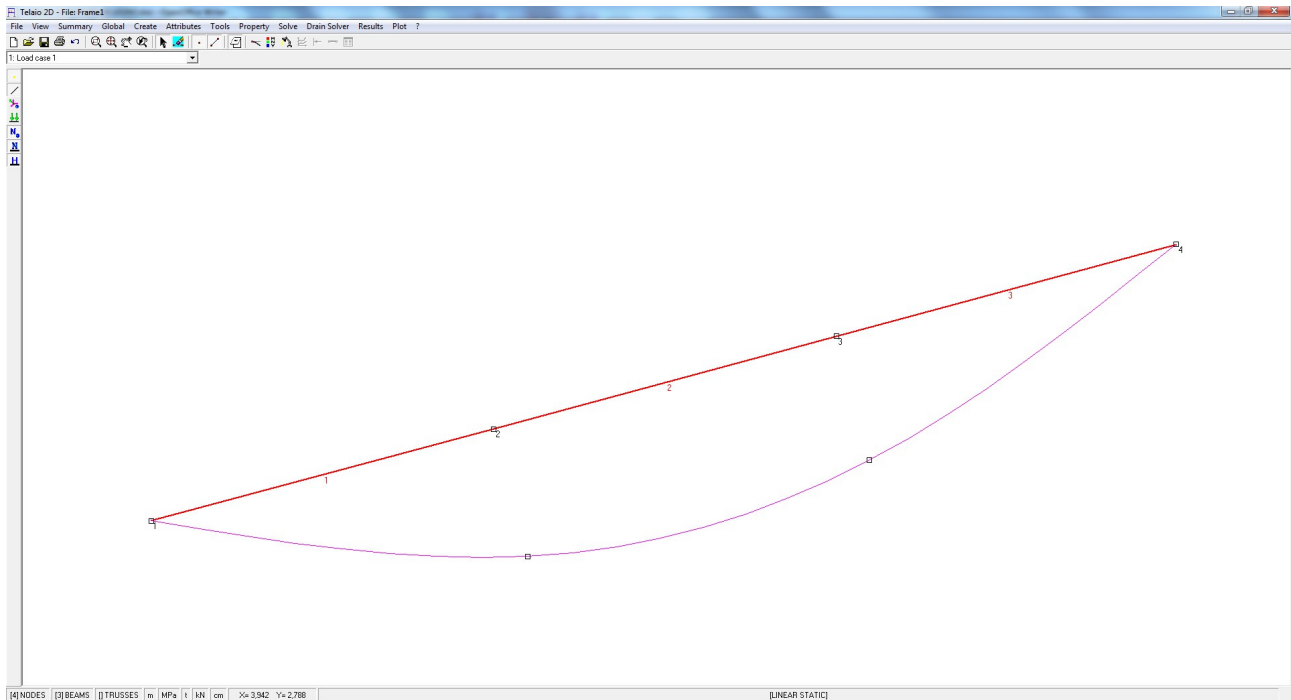 Telaio 2D - File: Frame1
File View Summary Global Create Attributes Tools Property Solve Drain Solver Results Plot ?
1: Load case 1
N
N
H
4
3
3
2
2
1
1
[4] NODES [3] BEAMS [] TRUSSES m MPa t kN cm X= 3,942 Y= 2,788 [LINEAR STATIC]